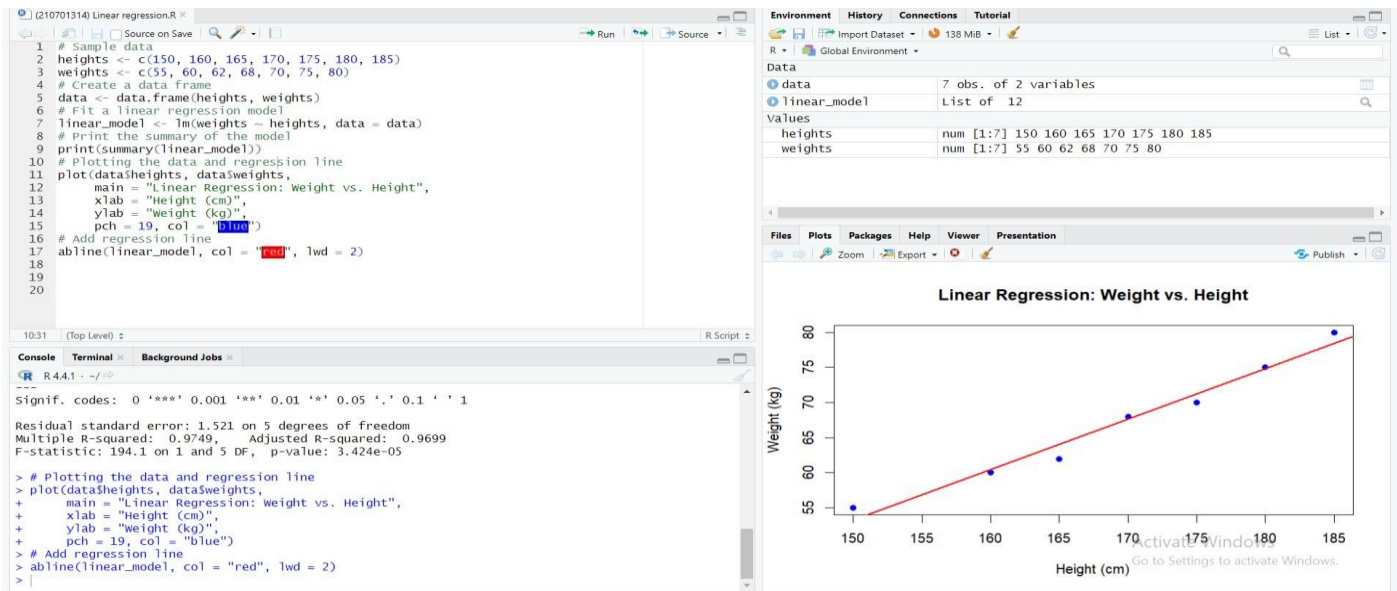 (210701314) Linear regression.R
Source on Save
Run
Source
1 # Sample data
2 heights <- c(150, 160, 165, 170, 175, 180, 185)
3 weights <- c(55, 60, 62, 68, 70, 75, 80)
4 # Create a data frame
5 data <- data.frame(heights, weights)
6 # Fit a linear regression model
7 linear_model <- lm(weights ~ heights, data = data)
8 # Print the summary of the model
9 print(summary(linear_model))
10 # Plotting the data and regression line
11 plot(data$heights, data$weights,
12 main = "Linear Regression: Weight vs. Height",
13 xlab = "Height (cm)",
14 ylab = "Weight (kg)",
15 pch = 19, col = "blue")
16 # Add regression line
17 abline(linear_model, col = "red", lwd = 2)
18
19
20
10:31 (Top Level) R Script
Console Terminal Background Jobs
R 4.4.1 · ~/
---
Signif. codes: 0 ‘***’ 0.001 ‘**’ 0.01 ‘*’ 0.05 ‘.’ 0.1 ‘ ’ 1
Residual standard error: 1.521 on 5 degrees of freedom
Multiple R-squared: 0.9749, Adjusted R-squared: 0.9699
F-statistic: 194.1 on 1 and 5 DF, p-value: 3.424e-05
> # Plotting the data and regression line
> plot(data$heights, data$weights,
+ main = "Linear Regression: Weight vs. Height",
+ xlab = "Height (cm)",
+ ylab = "Weight (kg)",
+ pch = 19, col = "blue")
> # Add regression line
> abline(linear_model, col = "red", lwd = 2)
>
Environment History Connections Tutorial
Import Dataset 138 MiB List
R Global Environment
Data
data 7 obs. of 2 variables
linear_model List of 12
Values
heights num [1:7] 150 160 165 170 175 180 185
weights num [1:7] 55 60 62 68 70 75 80
Files Plots Packages Help Viewer Presentation
Zoom Export Publish
Linear Regression: Weight vs. Height
Weight (kg)
80
75
70
65
60
55
150 155 160 165 170 175 180 185
Height (cm)
Activate Windows
Go to Settings to activate Windows.